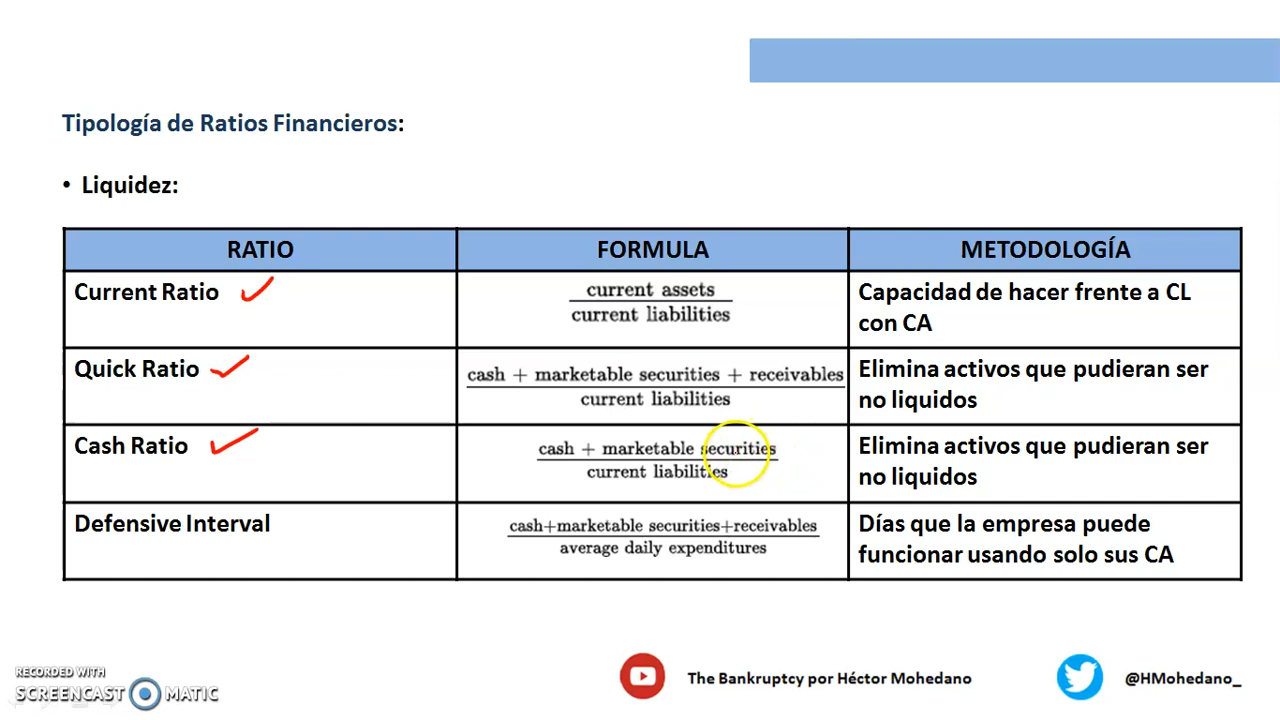 Tipología de Ratios Financieros:
• Liquidez:
RATIO
FORMULA
METODOLOGÍA
Current Ratio
current assets
current liabilities
Capacidad de hacer frente a CL
con CA
Quick Ratio
cash + marketable securities + receivables
current liabilities
Elimina activos que pudieran ser
no liquidos
Cash Ratio
cash + marketable securities
current liabilities
Elimina activos que pudieran ser
no liquidos
Defensive Interval
cash+marketable securities+receivables
average daily expenditures
Días que la empresa puede
funcionar usando solo sus CA
RECORDED WITH
SCREENCAST MATIC
The Bankruptcy por Héctor Mohedano
@HMohedano_